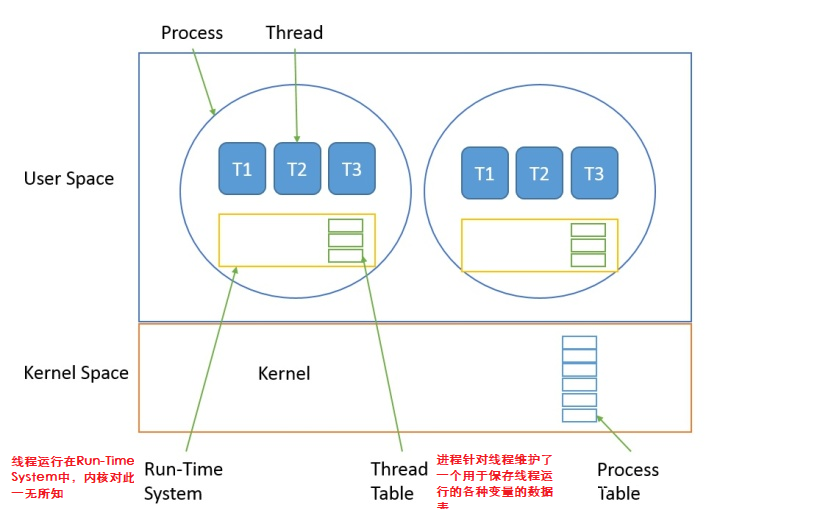 Process
Thread
User Space
T1
T2
T3
T1
T2
T3
Kernel Space
Kernel
线程运行在Run-Time
System中，内核对此
一无所知
Run-Time
System
Thread
Table
进程针对线程维护了
一个用于保存线程运
行的各种变量的数据
表
Process
Table